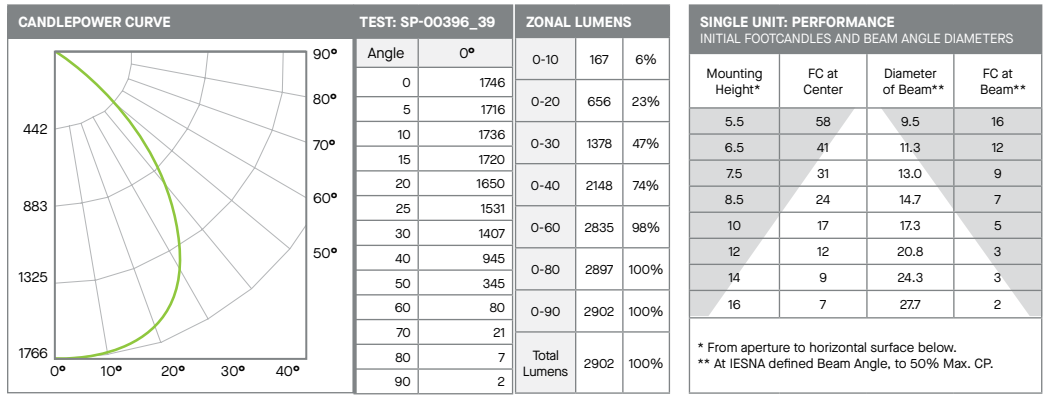 CANDLEPOWER CURVE
442
883
1325
1766
0° 10° 20° 30° 40°
90°
80°
70°
60°
50°
TEST: SP-00396_39
Angle 0°
0 1746
5 1716
10 1736
15 1720
20 1650
25 1531
30 1407
40 945
50 345
60 80
70 21
80 7
90 2
ZONAL LUMENS
0-10 167 6%
0-20 656 23%
0-30 1378 47%
0-40 2148 74%
0-60 2835 98%
0-80 2897 100%
0-90 2902 100%
Total
Lumens 2902 100%
SINGLE UNIT: PERFORMANCE
INITIAL FOOTCANDLES AND BEAM ANGLE DIAMETERS
Mounting FC at Diameter FC at
Height* Center of Beam** Beam**
5.5 58 9.5 16
6.5 41 11.3 12
7.5 31 13.0 9
8.5 24 14.7 7
10 17 17.3 5
12 12 20.8 3
14 9 24.3 3
16 7 27.7 2
* From aperture to horizontal surface below.
** At IESNA defined Beam Angle, to 50% Max. CP.